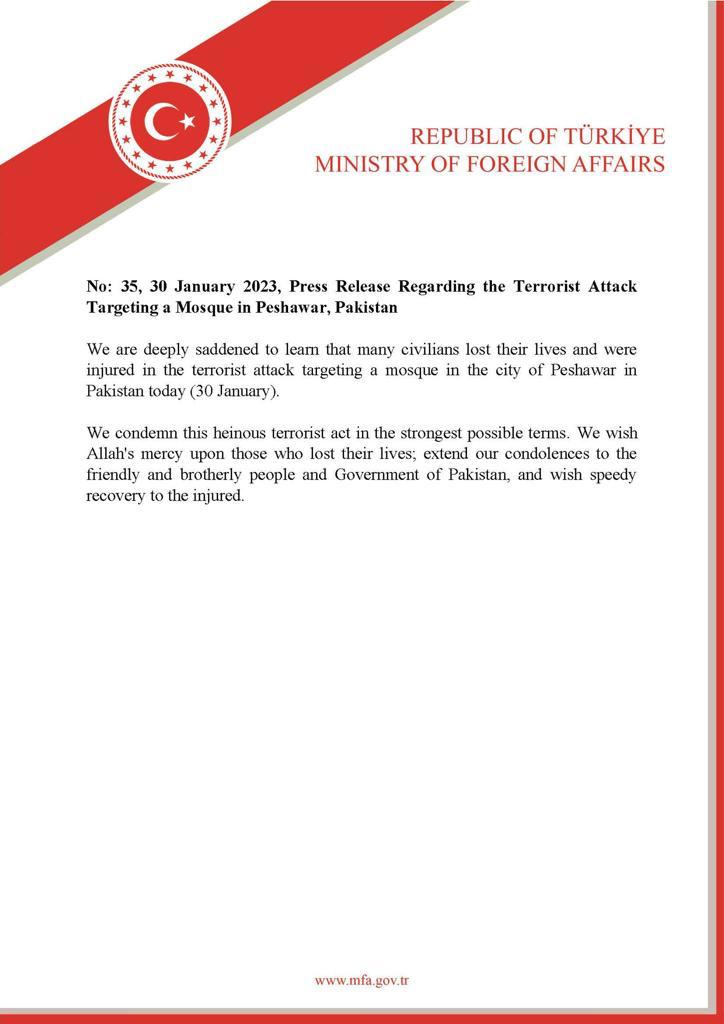 REPUBLIC OF TÜRKİYE
MINISTRY OF FOREIGN AFFAIRS
No: 35, 30 January 2023, Press Release Regarding the Terrorist Attack
Targeting a Mosque in Peshawar, Pakistan
We are deeply saddened to learn that many civilians lost their lives and were
injured in the terrorist attack targeting a mosque in the city of Peshawar in
Pakistan today (30 January).
We condemn this heinous terrorist act in the strongest possible terms. We wish
Allah's mercy upon those who lost their lives; extend our condolences to the
friendly and brotherly people and Government of Pakistan, and wish speedy
recovery to the injured.
www.mfa.gov.tr